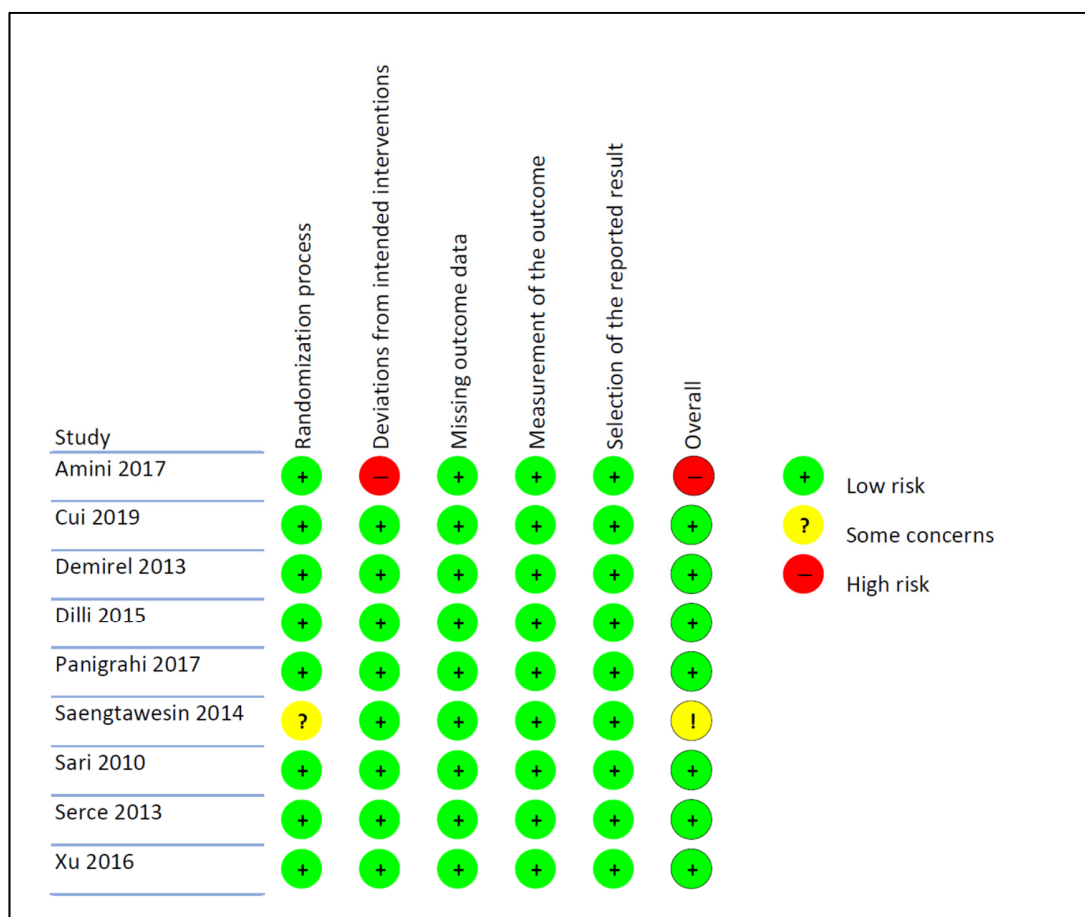 Randomization process
Deviations from intended interventions
Missing outcome data
Measurement of the outcome
Selection of the reported result
Overall
Study
Amini 2017 + – + + + –
Cui 2019 + + + + + +
Demirel 2013 + + + + + +
Dilli 2015 + + + + + +
Panigrahi 2017 + + + + + +
Saengtawesin 2014 ? + + + + !
Sari 2010 + + + + + +
Serce 2013 + + + + + +
Xu 2016 + + + + + +
+ Low risk
? Some concerns
– High risk